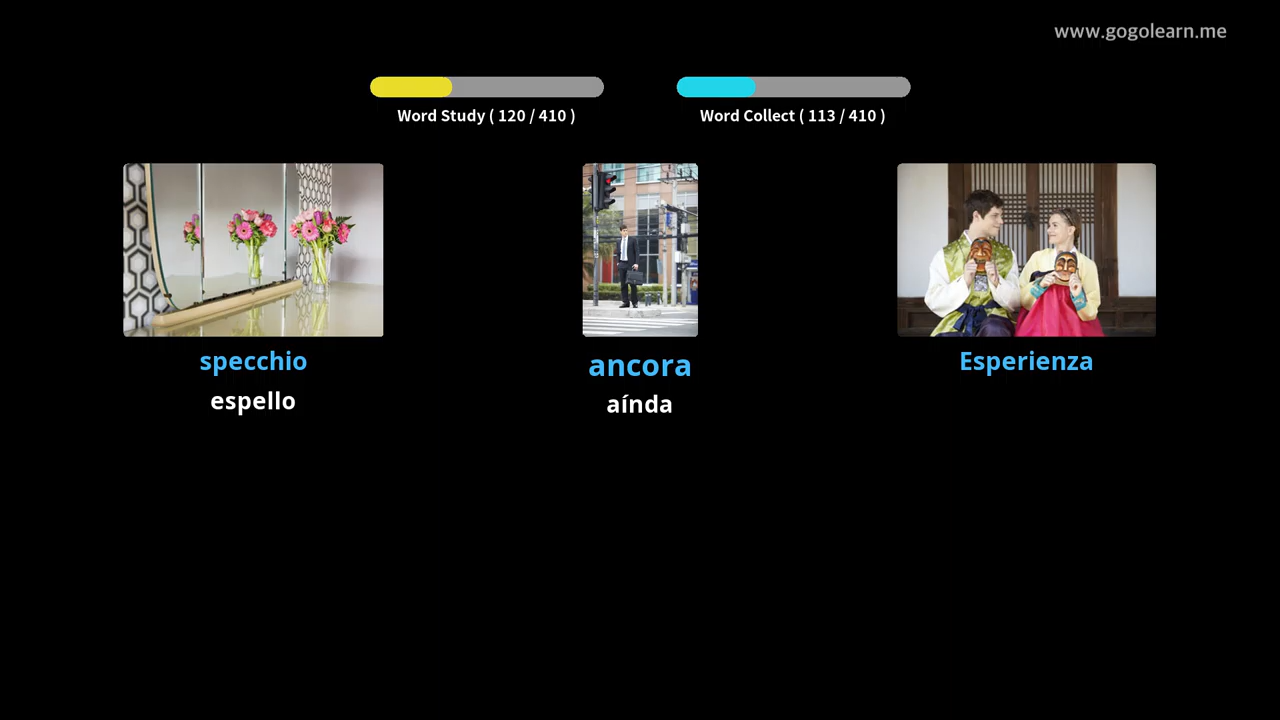 www.gogolearn.me
Word Study ( 120 / 410 )
Word Collect ( 113 / 410 )
specchio
espello
ancora
aínda
Esperienza